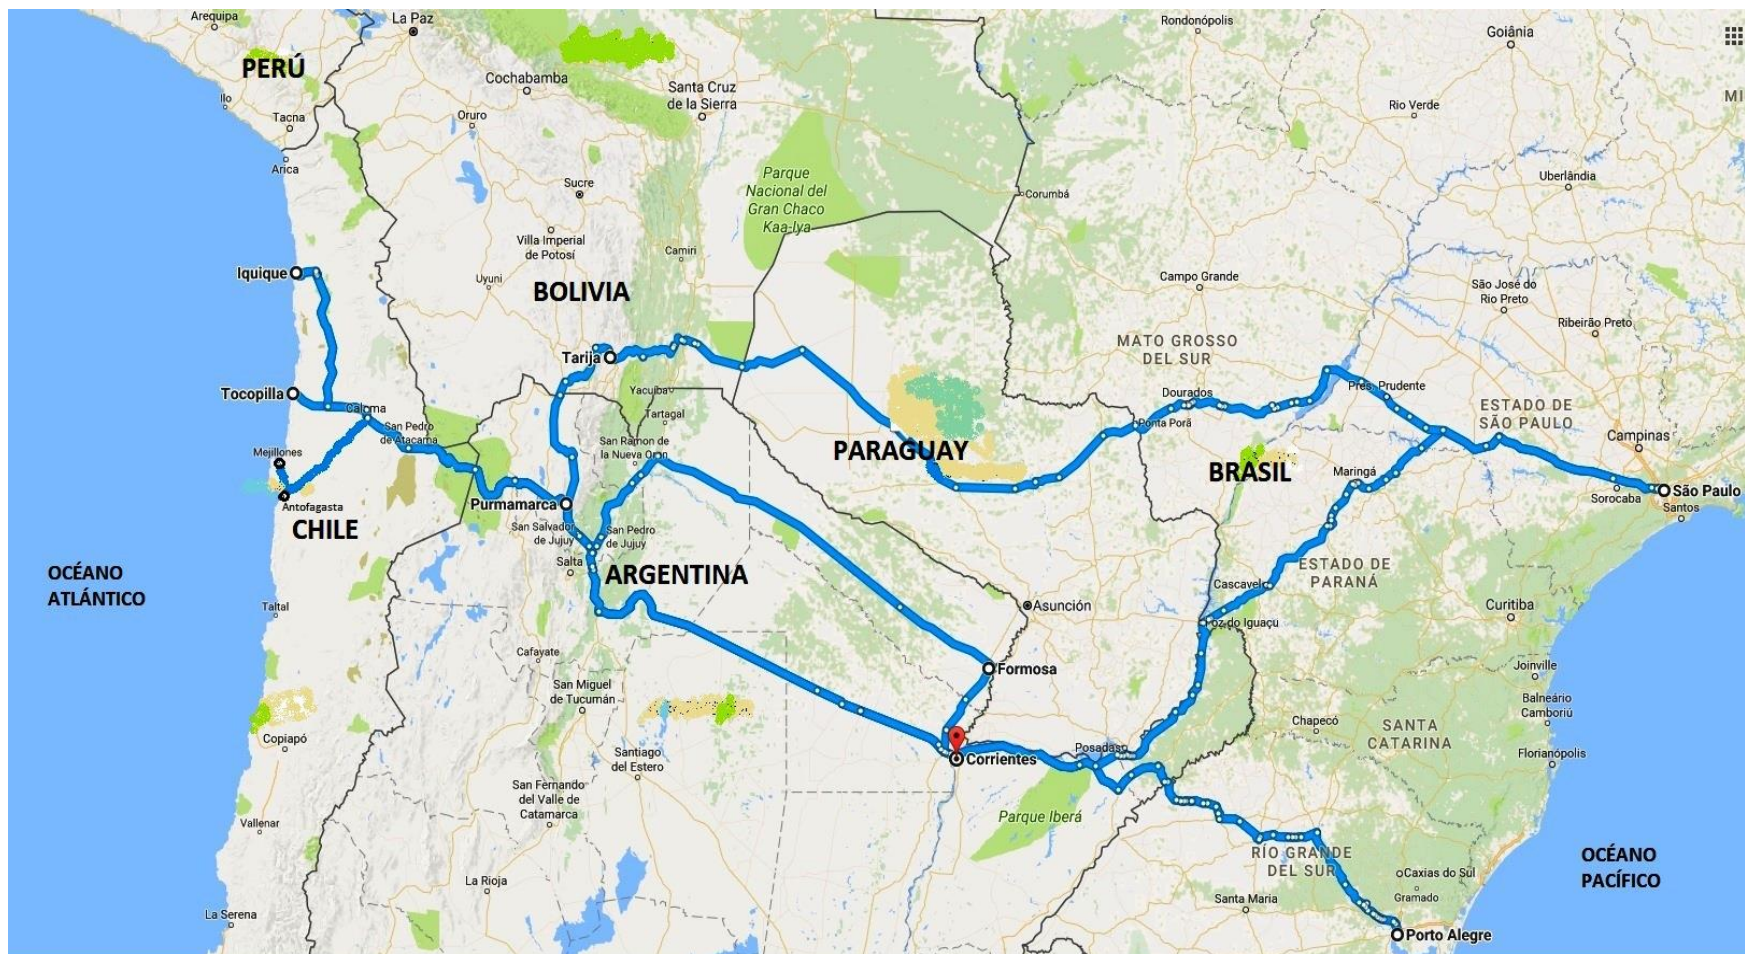 Arequipa
La Paz
Rondonópolis
Goiânia
PERÚ
Cochabamba
Santa Cruz
de la Sierra
Ilo
Tacna
Oruro
Rio Verde
MI
Arica
Parque
Nacional del
Gran Chaco
Kaa-Iya
Sucre
Corumbá
Uberlândia
Villa Imperial
de Potosí
Camiri
Iquique
Uyuni
BOLIVIA
Campo Grande
São José do
Rio Preto
Ribeirão Preto
MATO GROSSO
DEL SUR
Tarija
Tocopilla
Yacuiba
Dourados
Pres. Prudente
Calama
Tartagal
ESTADO DE
SÃO PAULO
San Pedro
de Atacama
San Ramon de
la Nueva Oran
Ponta Porã
Campinas
Mejillones
PARAGUAY
BRASIL
Maringá
São Paulo
Sorocaba
Santos
Antofagasta
Purmamarca
CHILE
San Salvador
de Jujuy
San Pedro
de Jujuy
Salta
ARGENTINA
OCÉANO
ATLÁNTICO
ESTADO DE
PARANÁ
Cascavel
Taltal
Asunción
Curitiba
Foz do Iguaçu
Cafayate
Formosa
Joinville
San Miguel
de Tucumán
Balneário
Camboriú
Chapecó
SANTA
CATARINA
Copiapó
Santiago
del Estero
Posadas
Corrientes
Florianópolis
San Fernando
del Valle de
Catamarca
Parque Iberá
Vallenar
RÍO GRANDE
DEL SUR
OCÉANO
PACÍFICO
La Rioja
Caxias do Sul
Gramado
Santa Maria
La Serena
Porto Alegre